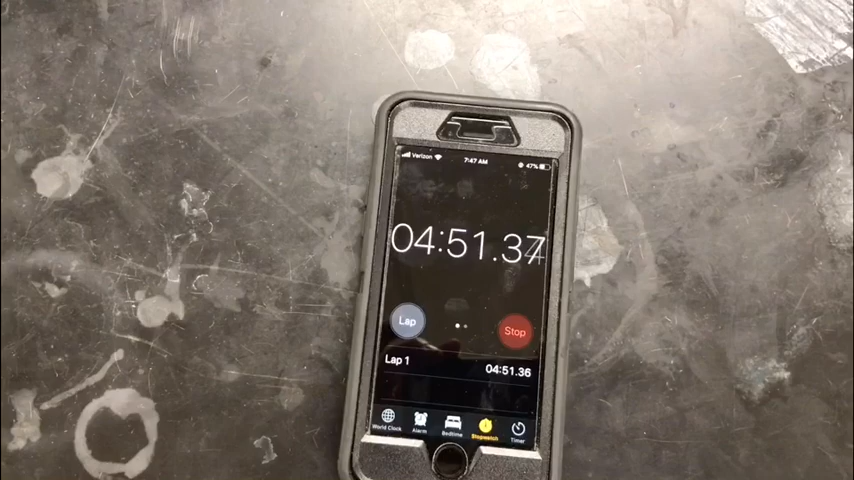 Verizon 7:47 AM 47%
04:51.37
Lap Stop
Lap 1 04:51.36
World Clock Alarm Bedtime Stopwatch Timer